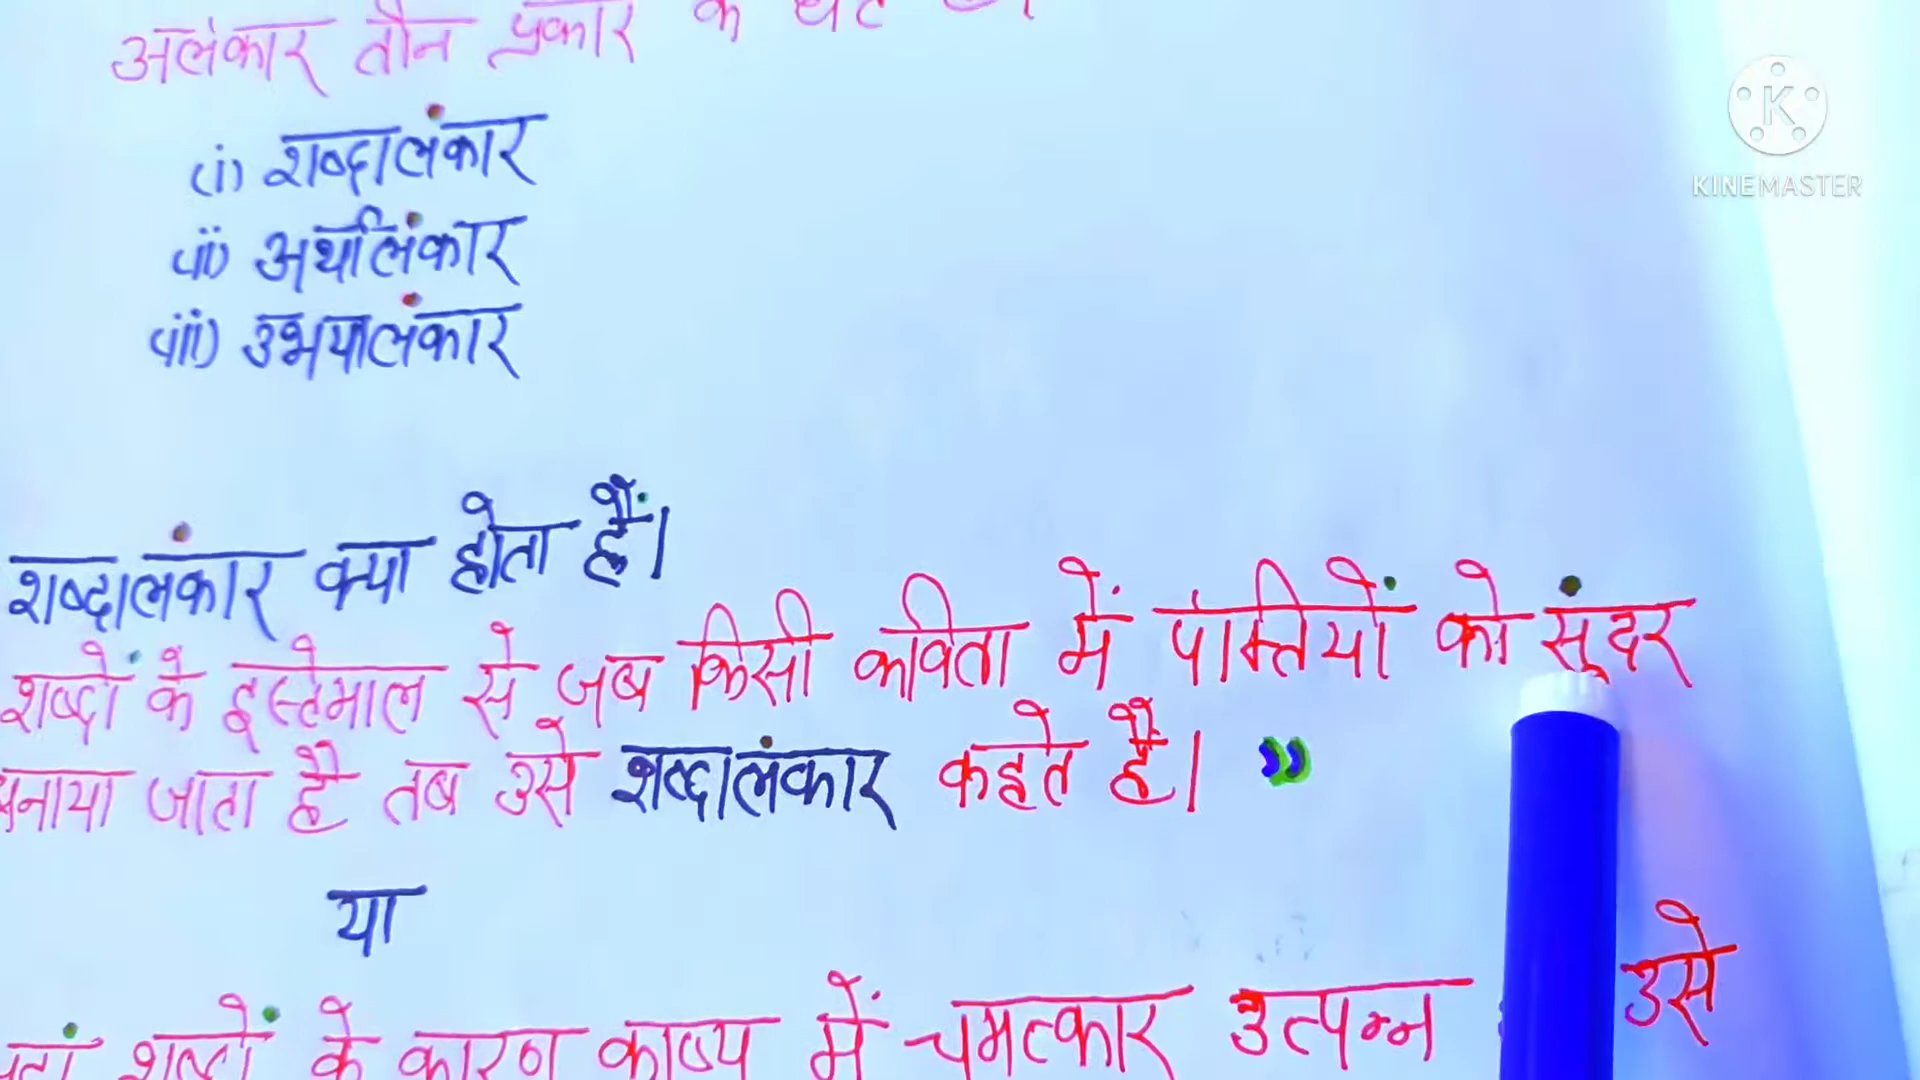 अलंकार तीन प्रकार के
(i) शब्दालंकार
(ii) अर्थालंकार
(iii) उभयालंकार
शब्दालंकार क्या होता हैं।
शब्दों के इस्तेमाल से जब किसी कविता में पंक्तियों को सुंदर
बनाया जाता है तब उसे शब्दालंकार कहते है। »
या
शब्दों के कारण काव्य में चमत्कार उत्पन्न उसे
KINEMASTER